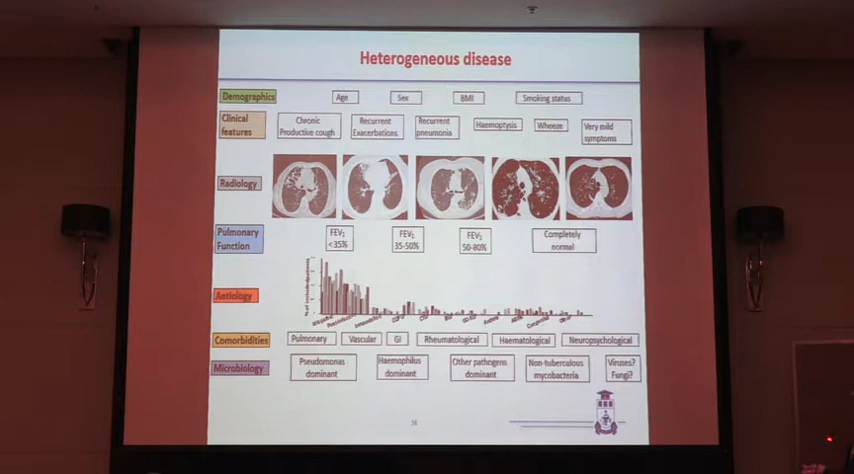 Heterogeneous disease
Demographics
Age
Sex
BMI
Smoking status
Clinical
features
Chronic
Productive cough
Recurrent
Exacerbations
Recurrent
pneumonia
Haemoptysis
Wheeze
Very mild
symptoms
Radiology
Pulmonary
Function
FEV₁
<35%
FEV₁
35-50%
FEV₁
50-80%
Completely
normal
Aetiology
Comorbidities
Pulmonary
Vascular
GI
Rheumatological
Haematological
Neuropsychological
Microbiology
Pseudomonas
dominant
Haemophilus
dominant
Other pathogens
dominant
Non-tuberculous
mycobacteria
Viruses?
Fungi?